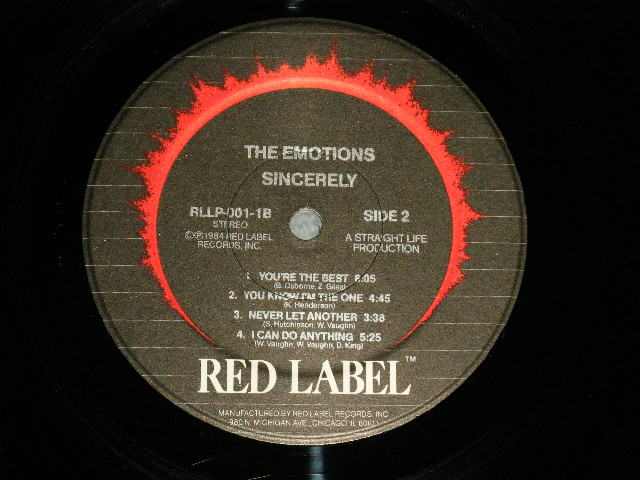 THE EMOTIONS
SINCERELY
RLLP-001-1B
STEREO
©℗1984 RED LABEL
RECORDS, INC.
SIDE 2
A STRAIGHT LIFE
PRODUCTION
1. YOU'RE THE BEST 6:05
(B. Osborne, Z. Giles)
2. YOU KNOW I'M THE ONE 4:45
(K. Henderson)
3. NEVER LET ANOTHER 3:38
(S. Hutchinson, W. Vaughn)
4. I CAN DO ANYTHING 5:25
(W. Vaughn, W. Vaughn, D. King)
RED LABEL™
MANUFACTURED BY RED LABEL RECORDS, INC.
980 N. MICHIGAN AVE., CHICAGO, IL 60611